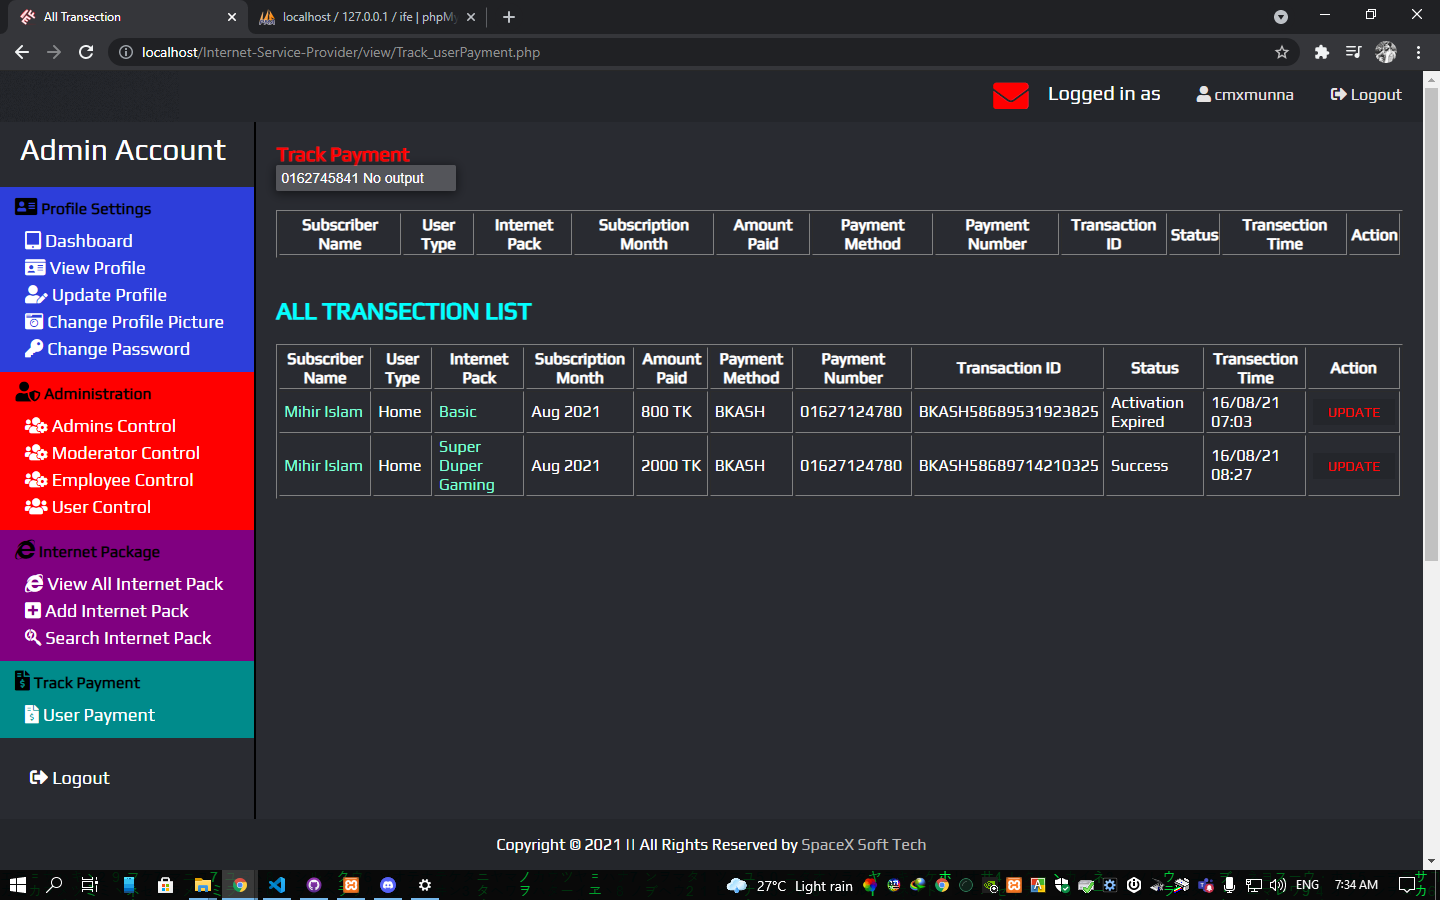 All Transection
localhost / 127.0.0.1 / ife | phpMy
localhost/Internet-Service-Provider/view/Track_userPayment.php
Logged in as
cmxmunna
Logout
Admin Account
Profile Settings
Dashboard
View Profile
Update Profile
Change Profile Picture
Change Password
Administration
Admins Control
Moderator Control
Employee Control
User Control
Internet Package
View All Internet Pack
Add Internet Pack
Search Internet Pack
Track Payment
User Payment
Logout
Track Payment
0162745841 No output
Subscriber Name User Type Internet Pack Subscription Month Amount Paid Payment Method Payment Number Transaction ID Status Transection Time Action
ALL TRANSECTION LIST
Subscriber Name User Type Internet Pack Subscription Month Amount Paid Payment Method Payment Number Transaction ID Status Transection Time Action
Mihir Islam Home Basic Aug 2021 800 TK BKASH 01627124780 BKASH58689531923825 Activation Expired 16/08/21 07:03 UPDATE
Mihir Islam Home Super Duper Gaming Aug 2021 2000 TK BKASH 01627124780 BKASH58689714210325 Success 16/08/21 08:27 UPDATE
Copyright © 2021 || All Rights Reserved by SpaceX Soft Tech
27°C Light rain
ENG
7:34 AM